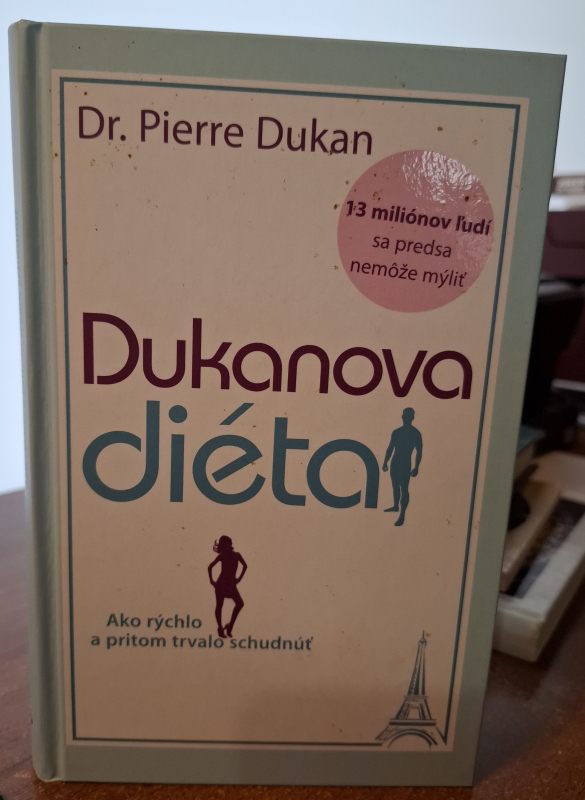 Dr. Pierre Dukan
13 miliónov ľudí
sa predsa
nemôže mýliť
Dukanova
diéta
Ako rýchlo
a pritom trvalo schudnúť